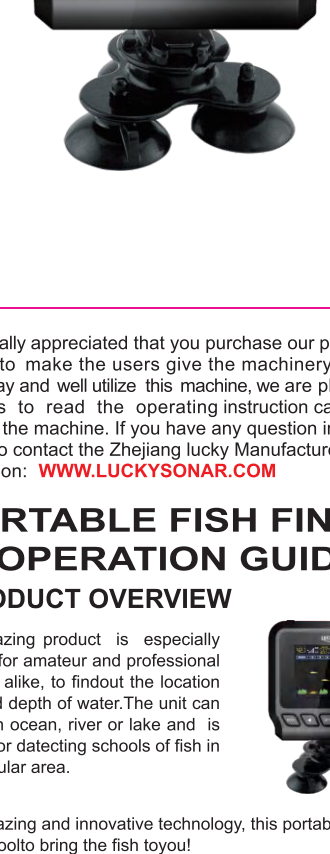 ally appreciated that you purchase our p
to make the users give the machinery
ay and well utilize this machine, we are pl
s to read the operating instruction ca
the machine. If you have any question in
o contact the Zhejiang lucky Manufacture
on: WWW.LUCKYSONAR.COM
RTABLE FISH FIN
OPERATION GUID
ODUCT OVERVIEW
azing product is especially
for amateur and professional
alike, to findout the location
d depth of water.The unit can
n ocean, river or lake and is
or datecting schools of fish in
ular area.
azing and innovative technology, this portab
oolto bring the fish toyou!